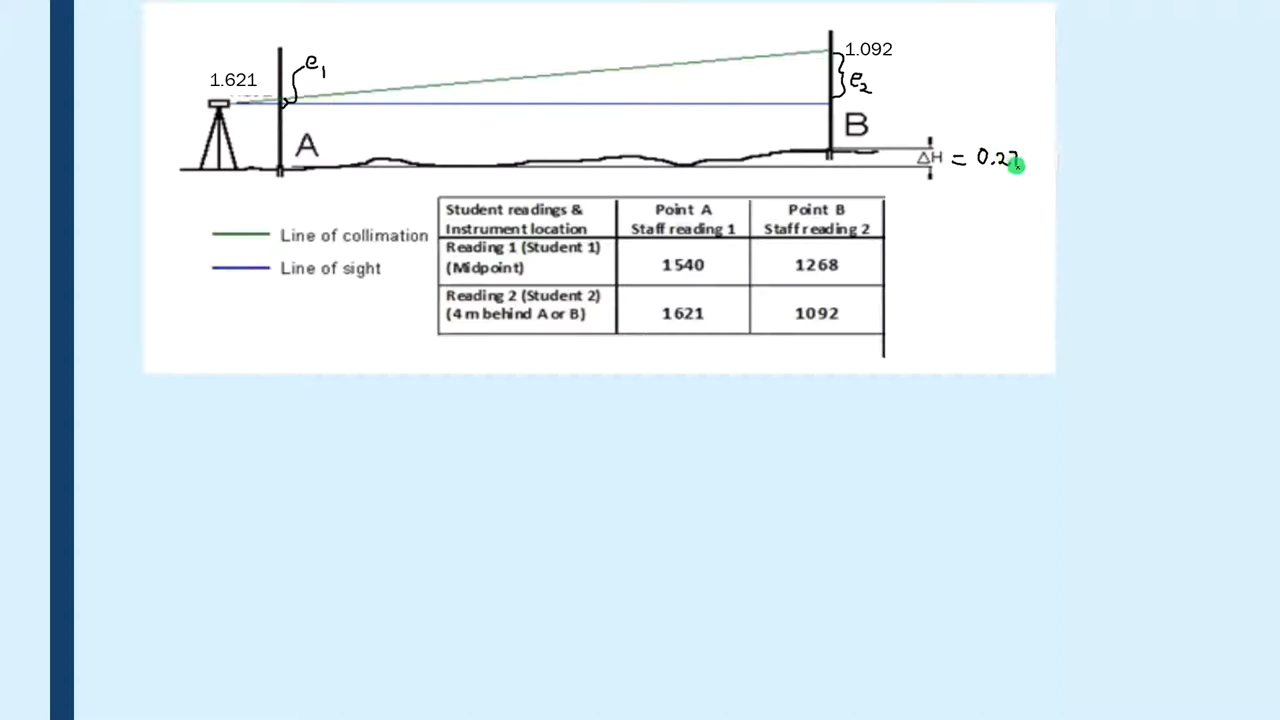 1.621
e1
1.092
e2
A
B
ΔH = 0.27
Line of collimation
Line of sight
Student readings & Instrument location
Point A Staff reading 1
Point B Staff reading 2
Reading 1 (Student 1) (Midpoint)
1540
1268
Reading 2 (Student 2) (4 m behind A or B)
1621
1092